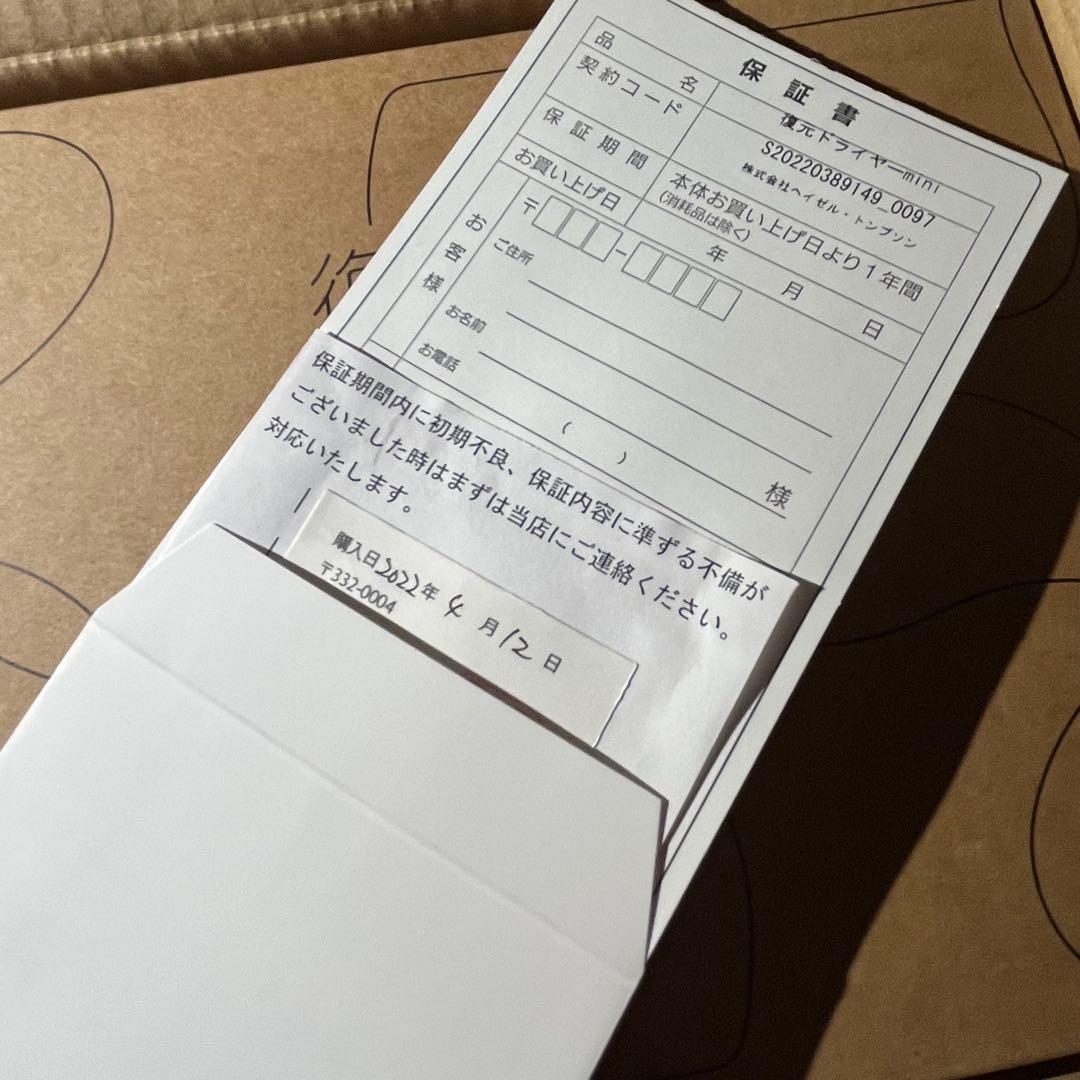 保証書
品名 復元ドライヤーmini
契約コード S20220389149_0097
株式会社ヘイゼル・トンプソン
保証期間 本体お買い上げ日より1年間
(消耗品は除く)
お買い上げ日 年 月 日
お客様
〒 -
ご住所
お名前
様
お電話
( )
保証期間内に初期不良、保証内容に準ずる不備が
ございました時はまずは当店にご連絡ください。
対応いたします。
購入日2022年 4月12日
〒332-0004
復